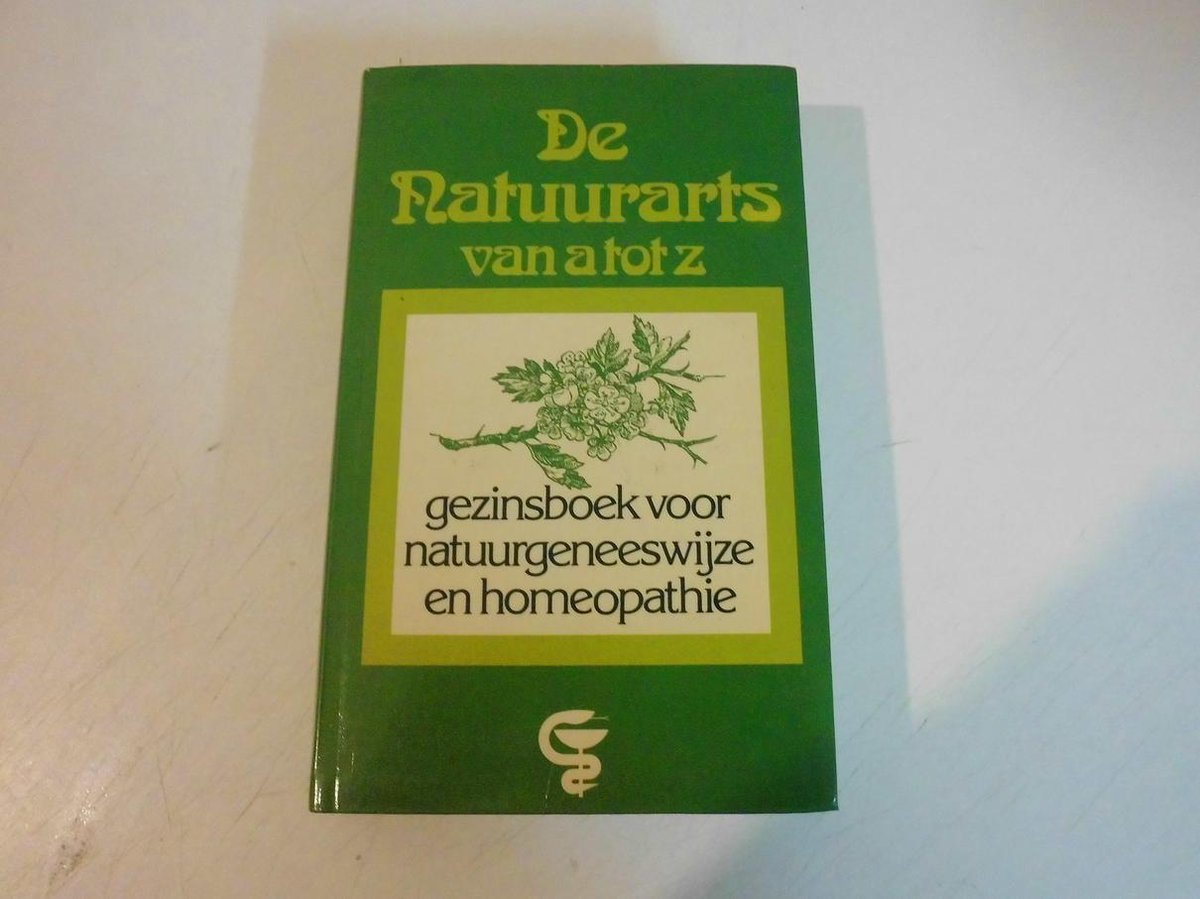 De
Natuurarts
van a tot z
gezinsboek voor
natuurgeneeswijze
en homeopathie